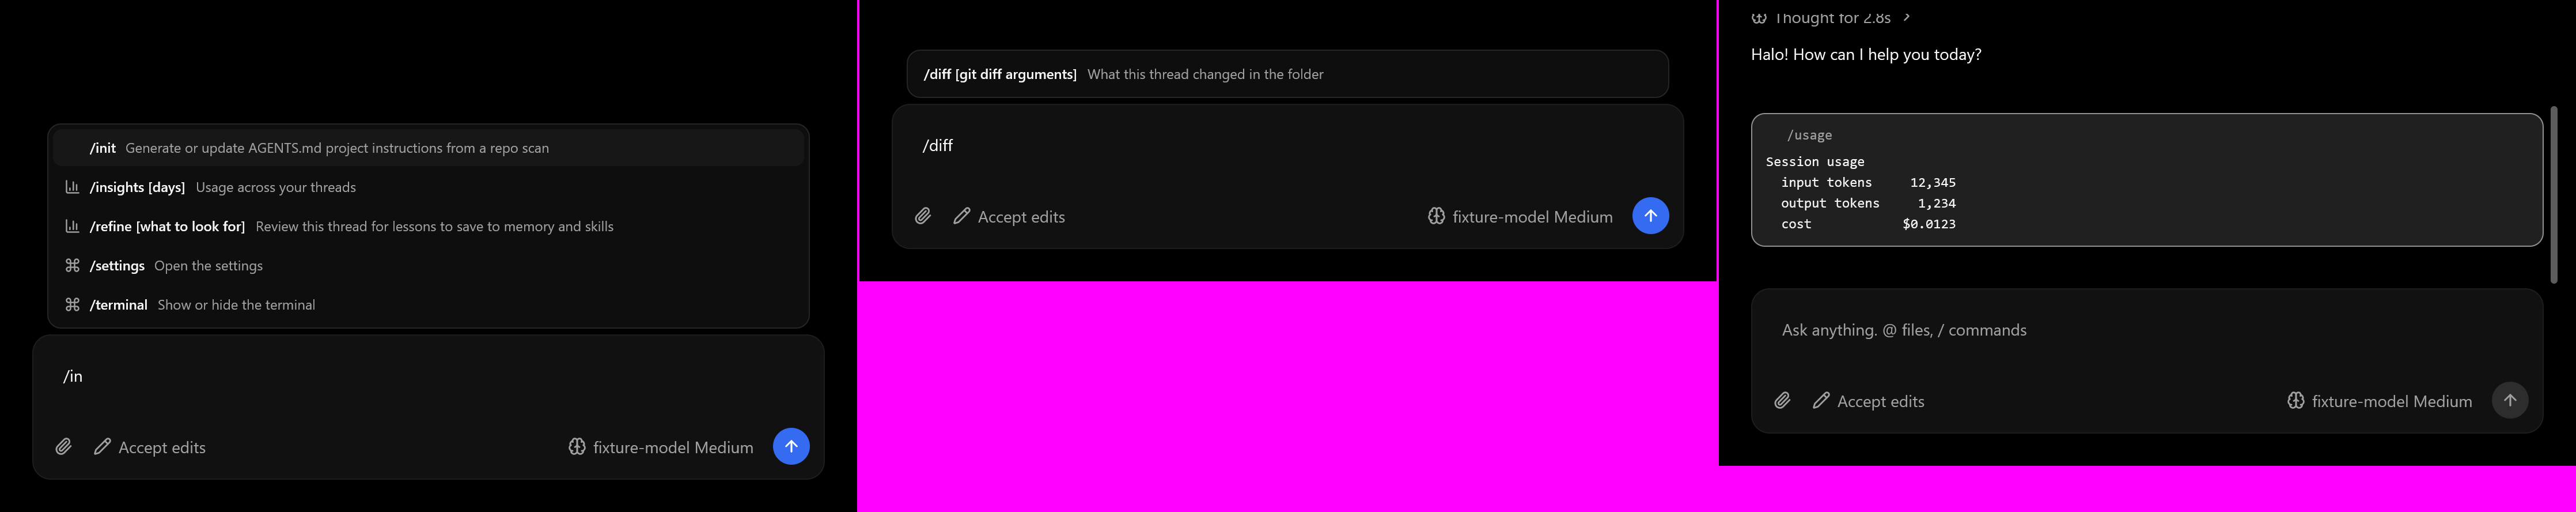 /init Generate or update AGENTS.md project instructions from a repo scan
/insights [days] Usage across your threads
/refine [what to look for] Review this thread for lessons to save to memory and skills
/settings Open the settings
/terminal Show or hide the terminal
/in
Accept edits
fixture-model Medium
/diff [git diff arguments] What this thread changed in the folder
/diff
Accept edits
fixture-model Medium
Thought for 2.8s
Halo! How can I help you today?
/usage
Session usage
input tokens 12,345
output tokens 1,234
cost $0.0123
Ask anything. @ files, / commands
Accept edits
fixture-model Medium